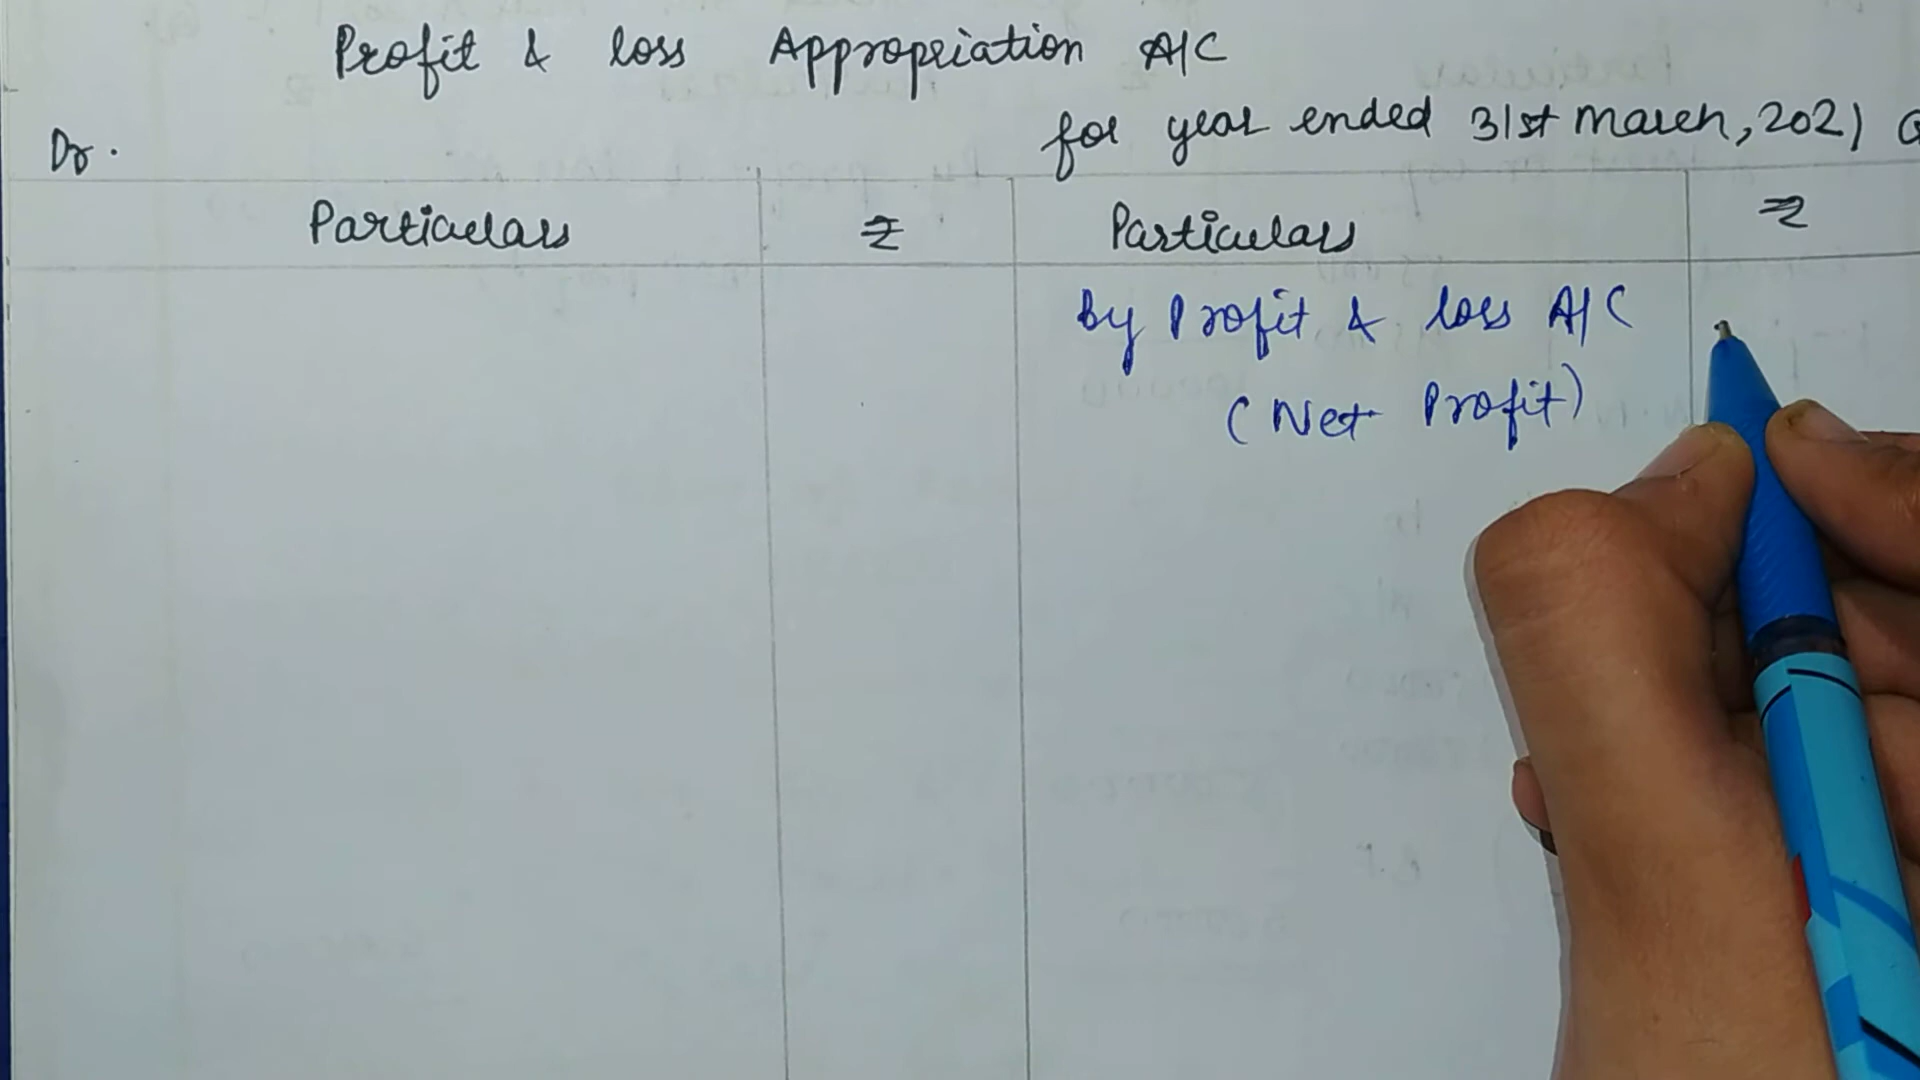 Profit & loss Appropriation A/C
for year ended 31st March, 2021
Dr.
Particulars ₹ Particulars ₹
By Profit & loss A/C
(Net Profit)